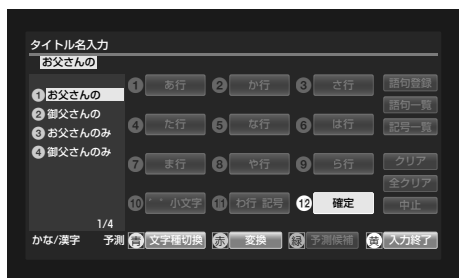 タイトル名入力
お父さんの
1 お父さんの
2 御父さんの
3 お父さんのみ
4 御父さんのみ
1/4
1 あ行 2 か行 3 さ行
4 た行 5 な行 6 は行
7 ま行 8 や行 9 ら行
10 ゛゜小文字 11 わ行 記号 12 確定
語句登録
語句一覧
記号一覧
クリア
全クリア
中止
かな/漢字 予測 青 文字種切換 赤 変換 緑 予測候補 黄 入力終了